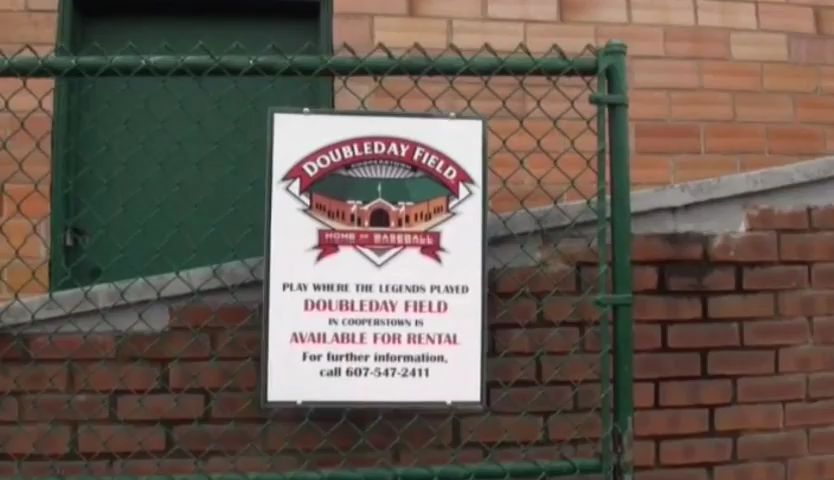 DOUBLEDAY FIELD
COOPERSTOWN
HOME OF BASEBALL
PLAY WHERE THE LEGENDS PLAYED
DOUBLEDAY FIELD
IN COOPERSTOWN IS
AVAILABLE FOR RENTAL
For further information,
call 607-547-2411